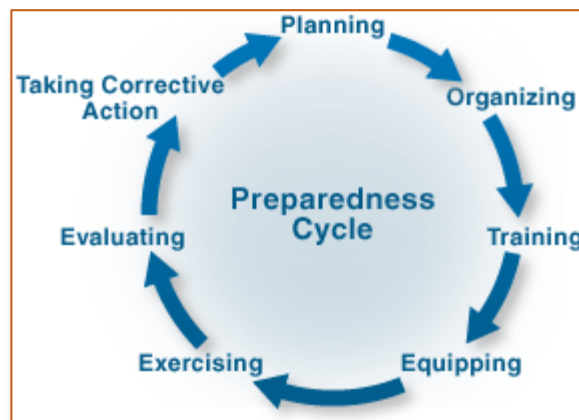 Planning
Organizing
Training
Equipping
Exercising
Evaluating
Taking Corrective
Action
Preparedness
Cycle